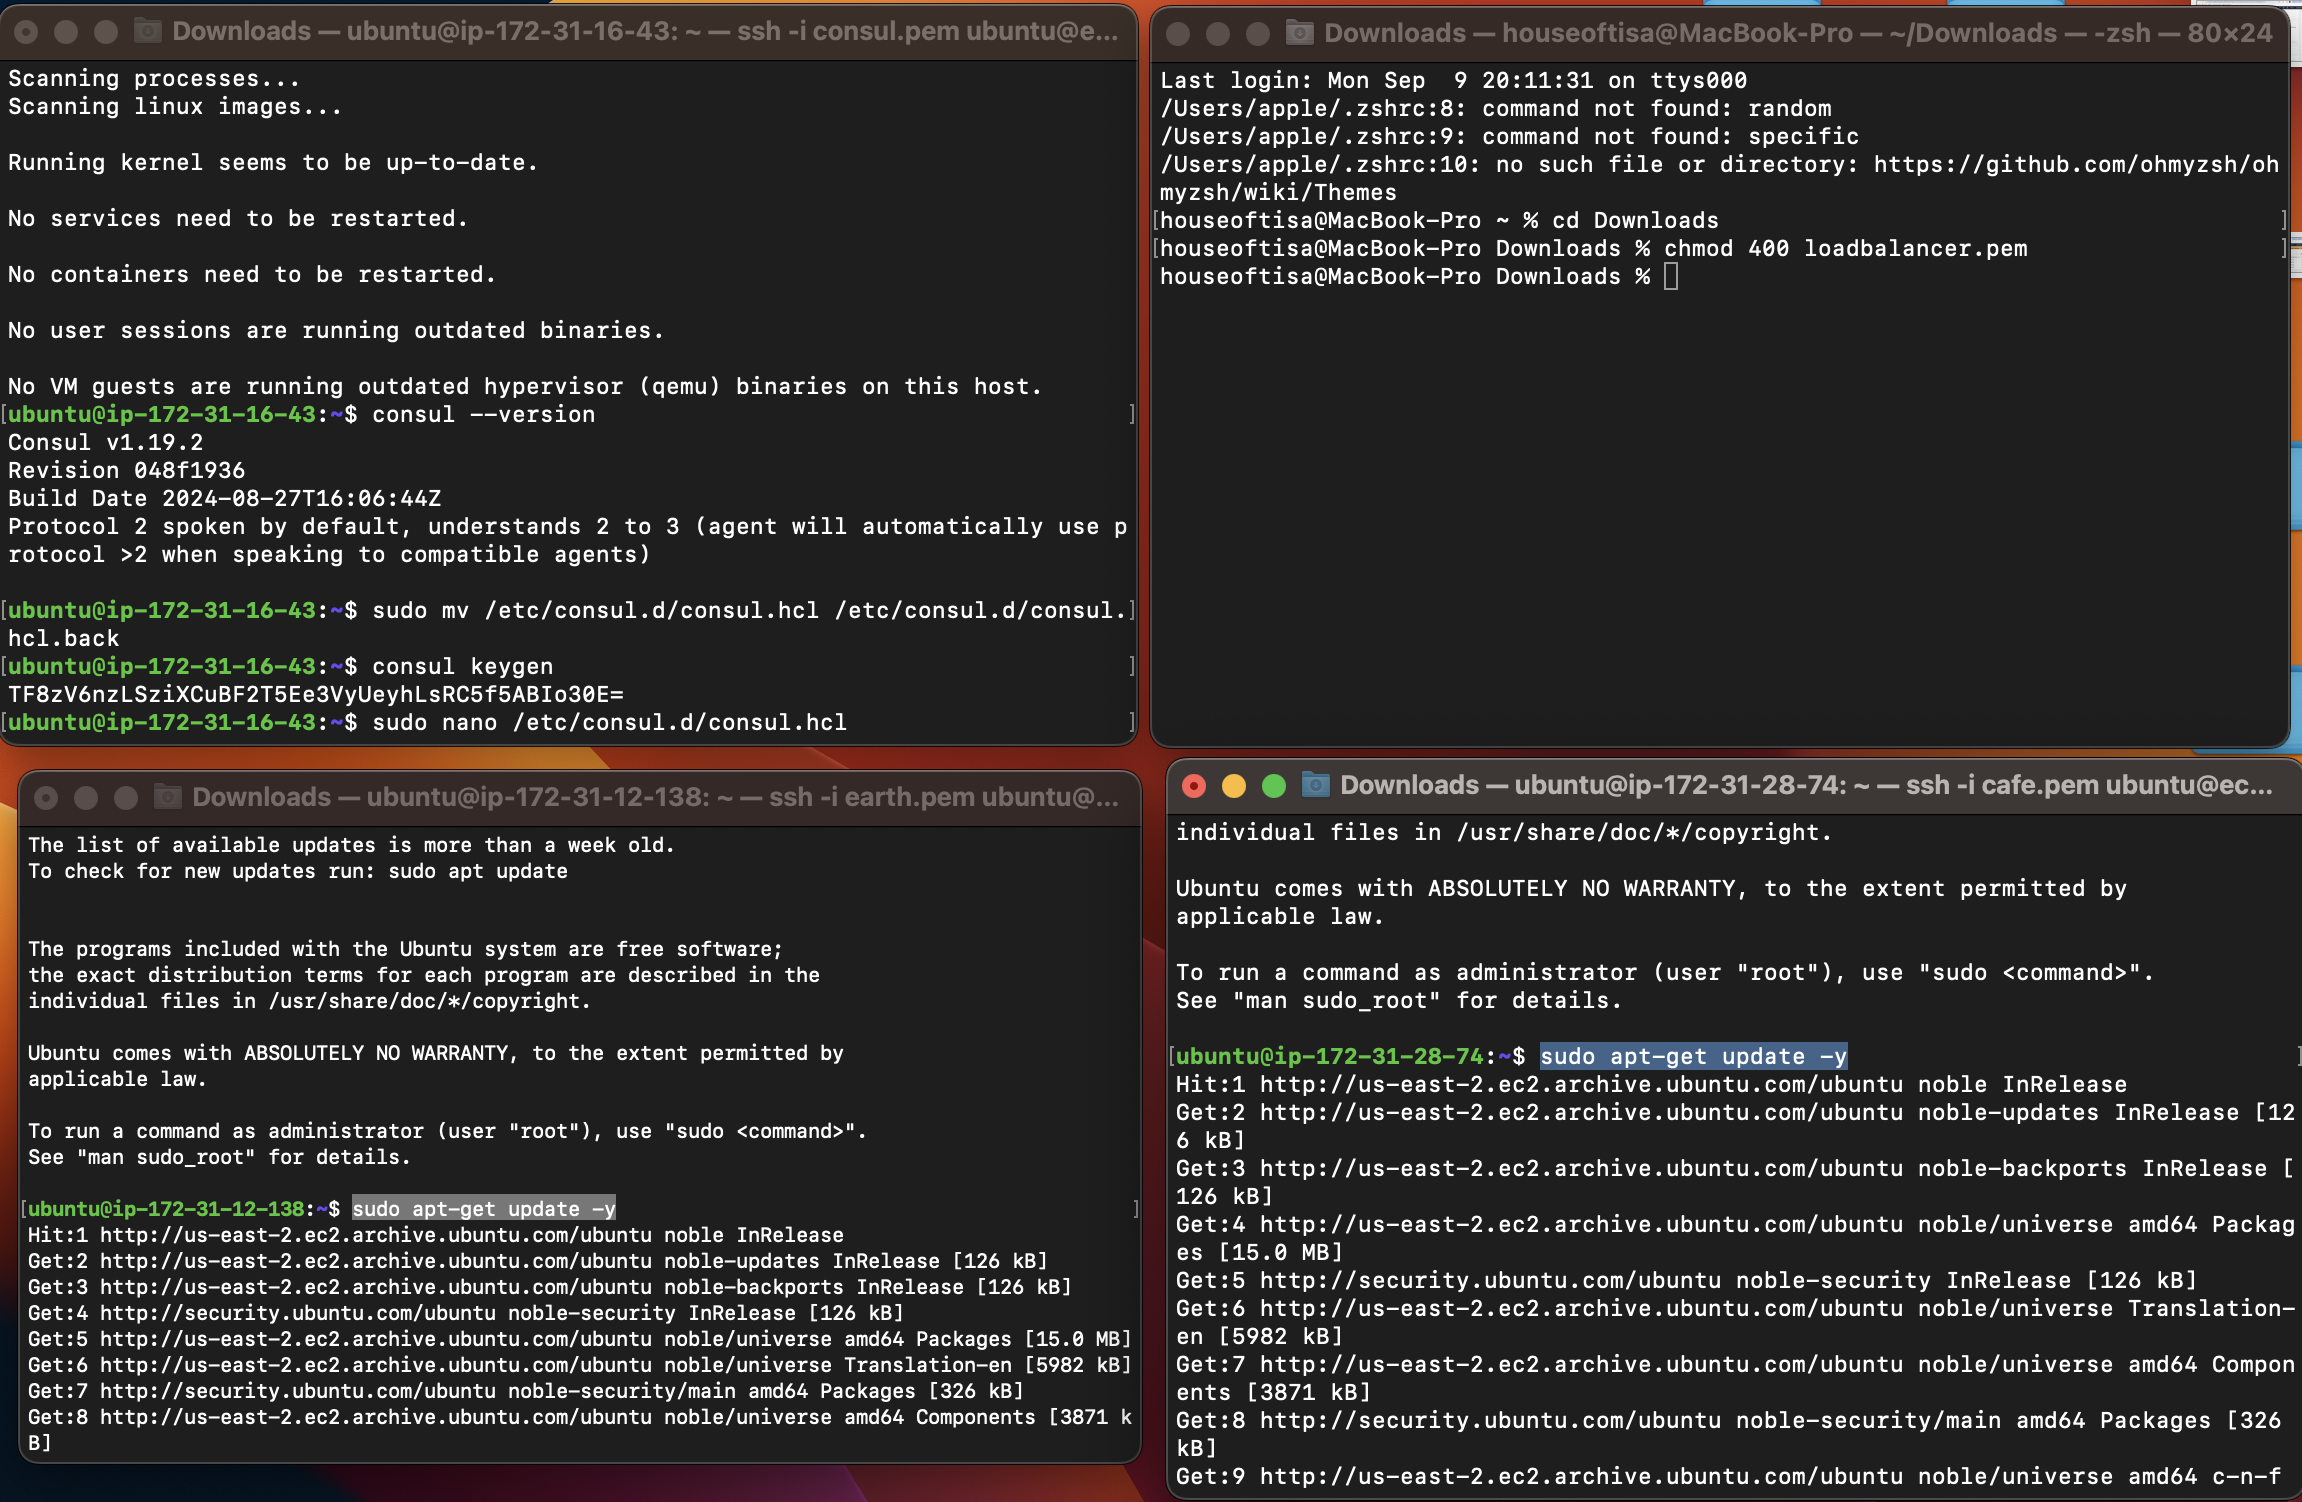 Downloads — ubuntu@ip-172-31-16-43: ~ — ssh -i consul.pem ubuntu@e...
Scanning processes...
Scanning linux images...
Running kernel seems to be up-to-date.
No services need to be restarted.
No containers need to be restarted.
No user sessions are running outdated binaries.
No VM guests are running outdated hypervisor (qemu) binaries on this host.
[ubuntu@ip-172-31-16-43:~$ consul --version ]
Consul v1.19.2
Revision 048f1936
Build Date 2024-08-27T16:06:44Z
Protocol 2 spoken by default, understands 2 to 3 (agent will automatically use p
rotocol >2 when speaking to compatible agents)
[ubuntu@ip-172-31-16-43:~$ sudo mv /etc/consul.d/consul.hcl /etc/consul.d/consul.]
hcl.back
[ubuntu@ip-172-31-16-43:~$ consul keygen ]
TF8zV6nzLSziXCuBF2T5Ee3VyUeyhLsRC5f5ABIo30E=
[ubuntu@ip-172-31-16-43:~$ sudo nano /etc/consul.d/consul.hcl ]
Downloads — houseoftisa@MacBook-Pro — ~/Downloads — -zsh — 80×24
Last login: Mon Sep  9 20:11:31 on ttys000
/Users/apple/.zshrc:8: command not found: random
/Users/apple/.zshrc:9: command not found: specific
/Users/apple/.zshrc:10: no such file or directory: https://github.com/ohmyzsh/oh
myzsh/wiki/Themes
[houseoftisa@MacBook-Pro ~ % cd Downloads ]
[houseoftisa@MacBook-Pro Downloads % chmod 400 loadbalancer.pem ]
houseoftisa@MacBook-Pro Downloads %
Downloads — ubuntu@ip-172-31-12-138: ~ — ssh -i earth.pem ubuntu@...
The list of available updates is more than a week old.
To check for new updates run: sudo apt update
The programs included with the Ubuntu system are free software;
the exact distribution terms for each program are described in the
individual files in /usr/share/doc/*/copyright.
Ubuntu comes with ABSOLUTELY NO WARRANTY, to the extent permitted by
applicable law.
To run a command as administrator (user "root"), use "sudo <command>".
See "man sudo_root" for details.
[ubuntu@ip-172-31-12-138:~$ sudo apt-get update -y ]
Hit:1 http://us-east-2.ec2.archive.ubuntu.com/ubuntu noble InRelease
Get:2 http://us-east-2.ec2.archive.ubuntu.com/ubuntu noble-updates InRelease [126 kB]
Get:3 http://us-east-2.ec2.archive.ubuntu.com/ubuntu noble-backports InRelease [126 kB]
Get:4 http://security.ubuntu.com/ubuntu noble-security InRelease [126 kB]
Get:5 http://us-east-2.ec2.archive.ubuntu.com/ubuntu noble/universe amd64 Packages [15.0 MB]
Get:6 http://us-east-2.ec2.archive.ubuntu.com/ubuntu noble/universe Translation-en [5982 kB]
Get:7 http://security.ubuntu.com/ubuntu noble-security/main amd64 Packages [326 kB]
Get:8 http://us-east-2.ec2.archive.ubuntu.com/ubuntu noble/universe amd64 Components [3871 k
B]
Downloads — ubuntu@ip-172-31-28-74: ~ — ssh -i cafe.pem ubuntu@ec...
individual files in /usr/share/doc/*/copyright.
Ubuntu comes with ABSOLUTELY NO WARRANTY, to the extent permitted by
applicable law.
To run a command as administrator (user "root"), use "sudo <command>".
See "man sudo_root" for details.
[ubuntu@ip-172-31-28-74:~$ sudo apt-get update -y ]
Hit:1 http://us-east-2.ec2.archive.ubuntu.com/ubuntu noble InRelease
Get:2 http://us-east-2.ec2.archive.ubuntu.com/ubuntu noble-updates InRelease [12
6 kB]
Get:3 http://us-east-2.ec2.archive.ubuntu.com/ubuntu noble-backports InRelease [
126 kB]
Get:4 http://us-east-2.ec2.archive.ubuntu.com/ubuntu noble/universe amd64 Packag
es [15.0 MB]
Get:5 http://security.ubuntu.com/ubuntu noble-security InRelease [126 kB]
Get:6 http://us-east-2.ec2.archive.ubuntu.com/ubuntu noble/universe Translation-
en [5982 kB]
Get:7 http://us-east-2.ec2.archive.ubuntu.com/ubuntu noble/universe amd64 Compon
ents [3871 kB]
Get:8 http://security.ubuntu.com/ubuntu noble-security/main amd64 Packages [326
kB]
Get:9 http://us-east-2.ec2.archive.ubuntu.com/ubuntu noble/universe amd64 c-n-f